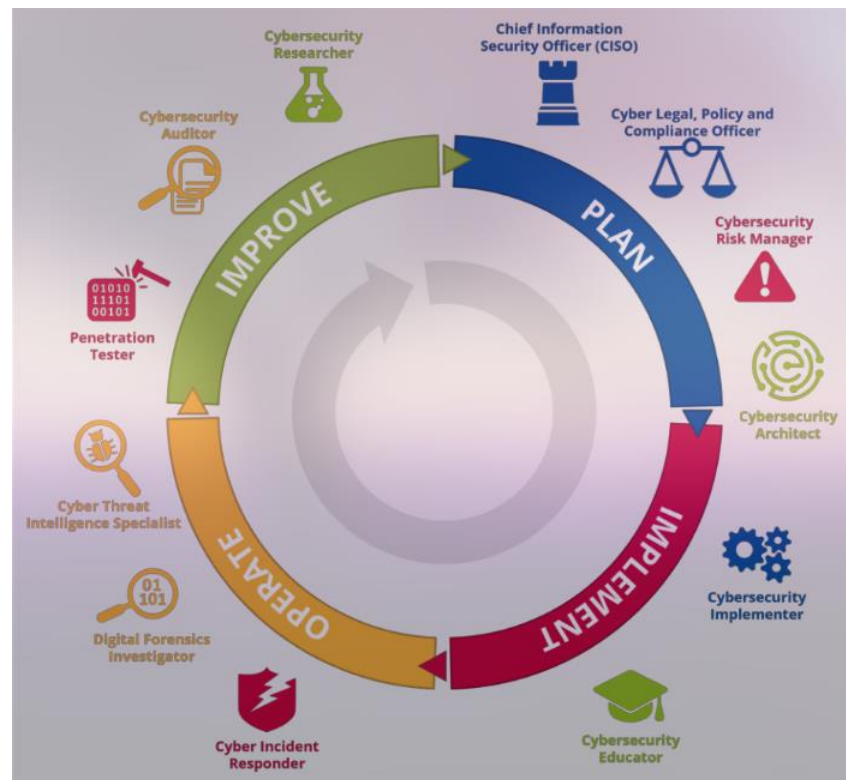 Cybersecurity
Researcher
Chief Information
Security Officer (CISO)
Cybersecurity
Auditor
Cyber Legal, Policy and
Compliance Officer
IMPROVE
PLAN
Cybersecurity
Risk Manager
01010
11101
00101
Penetration
Tester
Cybersecurity
Architect
Cyber Threat
Intelligence Specialist
OPERATE
IMPLEMENT
01
101
Digital Forensics
Investigator
Cybersecurity
Implementer
Cyber Incident
Responder
Cybersecurity
Educator